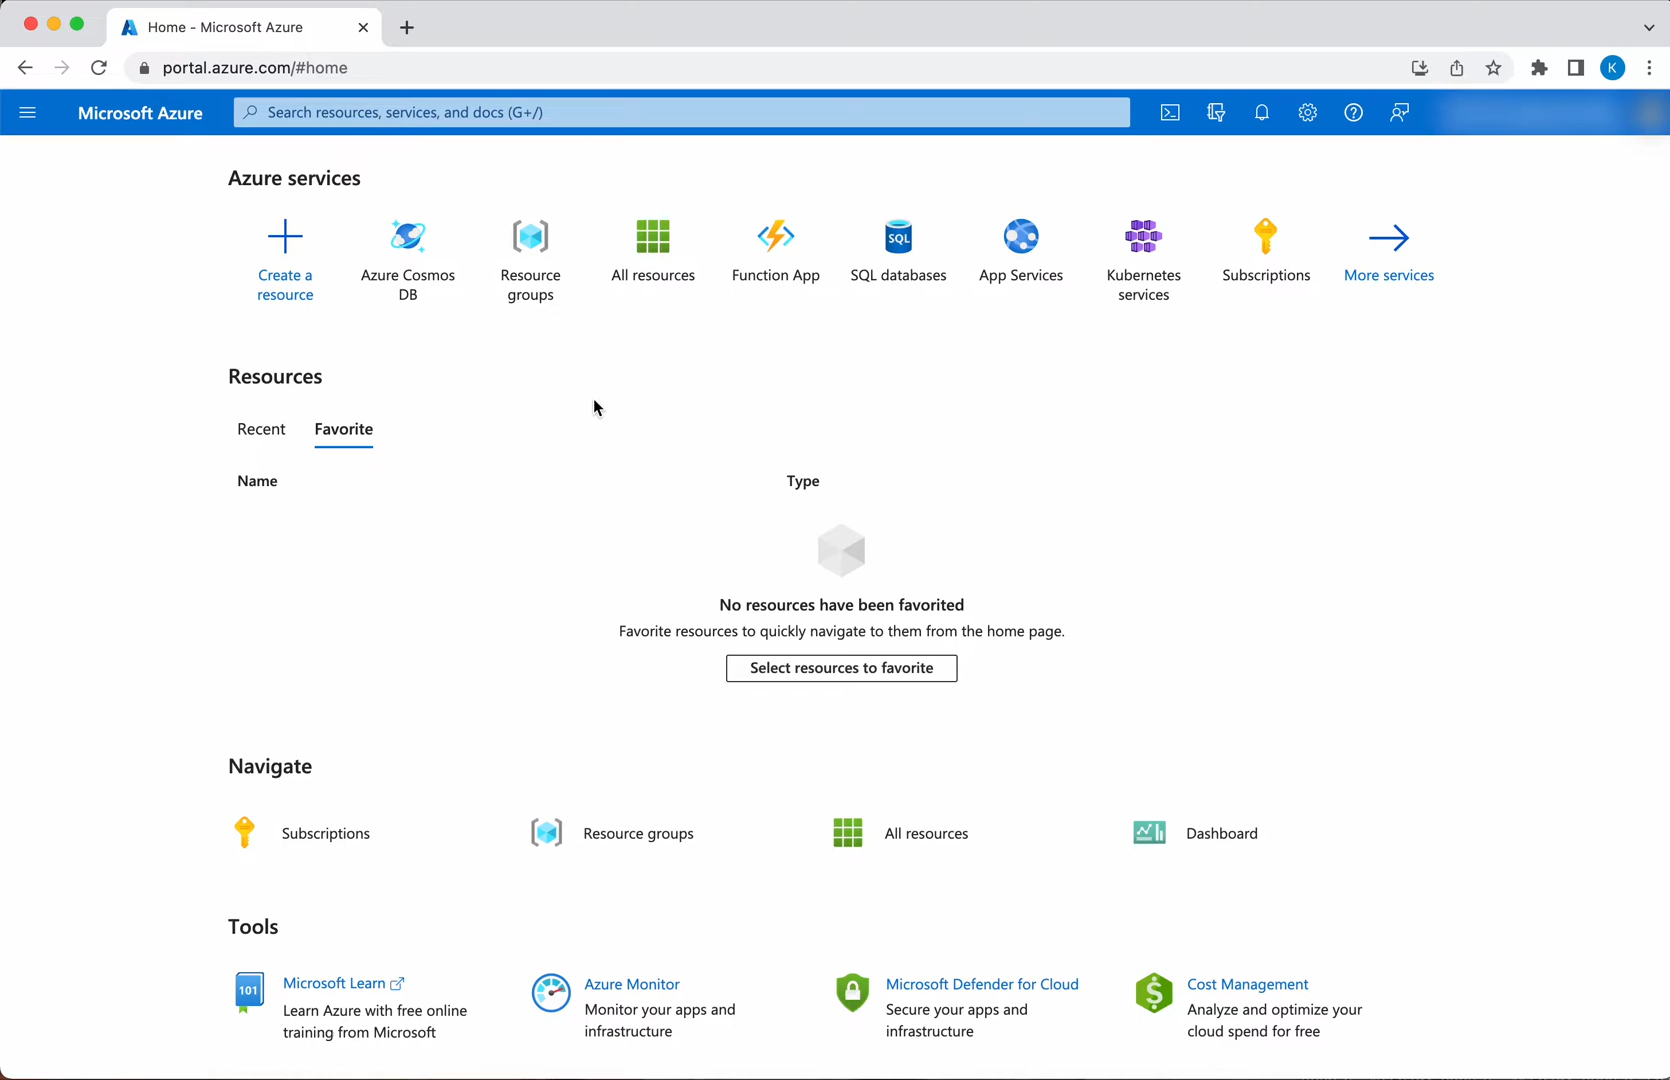 Home - Microsoft Azure
portal.azure.com/#home
K
Microsoft Azure
Search resources, services, and docs (G+/)
Azure services
Create a resource
Azure Cosmos DB
Resource groups
All resources
Function App
SQL
SQL databases
App Services
Kubernetes services
Subscriptions
More services
Resources
Recent
Favorite
Name
Type
No resources have been favorited
Favorite resources to quickly navigate to them from the home page.
Select resources to favorite
Navigate
Subscriptions
Resource groups
All resources
Dashboard
Tools
101
Microsoft Learn
Learn Azure with free online
training from Microsoft
Azure Monitor
Monitor your apps and
infrastructure
Microsoft Defender for Cloud
Secure your apps and
infrastructure
$
Cost Management
Analyze and optimize your
cloud spend for free